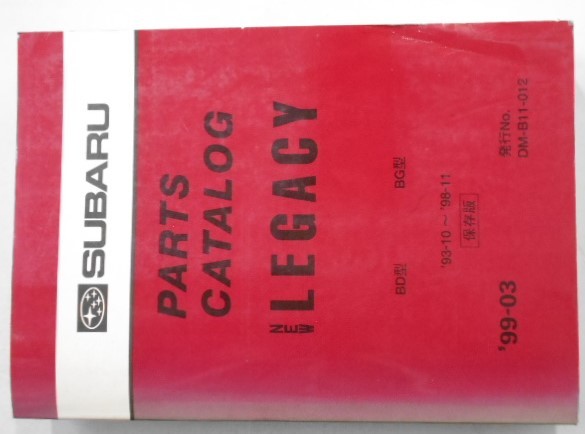 SUBARU
PARTS
CATALOG
NEW LEGACY
BD型 BG型
'93-10 ~ '98-11
保存版
'99-03
発行No.
DM-B11-012